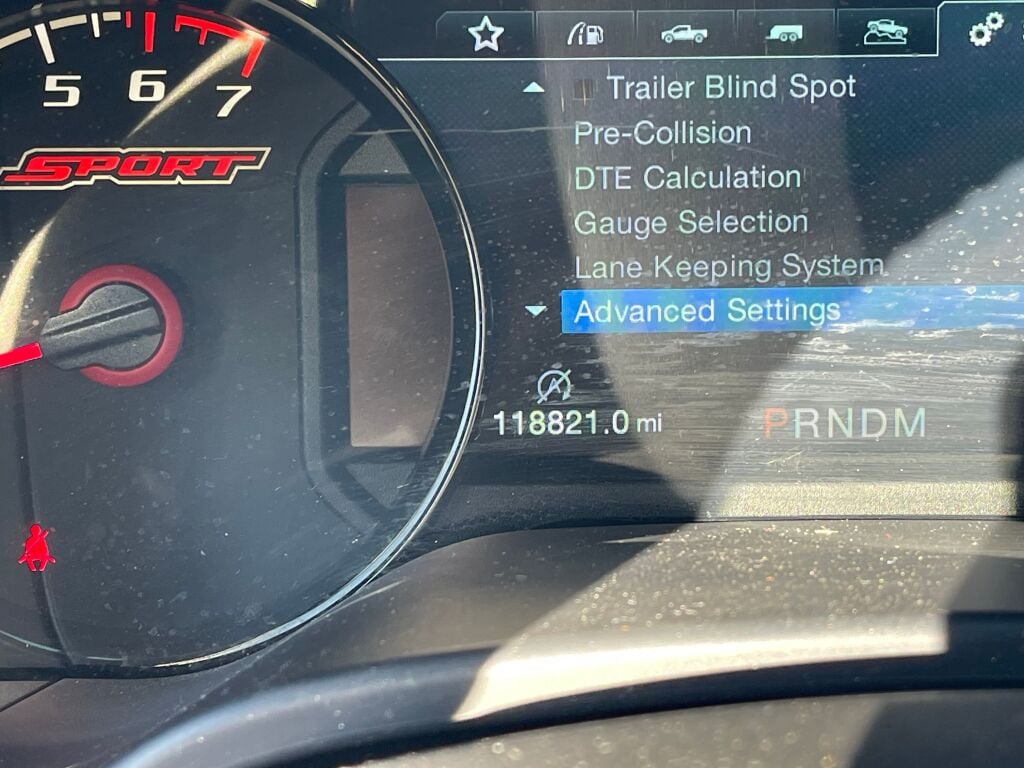 5 6 7
SPORT
Trailer Blind Spot
Pre-Collision
DTE Calculation
Gauge Selection
Lane Keeping System
Advanced Settings
A
118821.0 mi
PRNDM